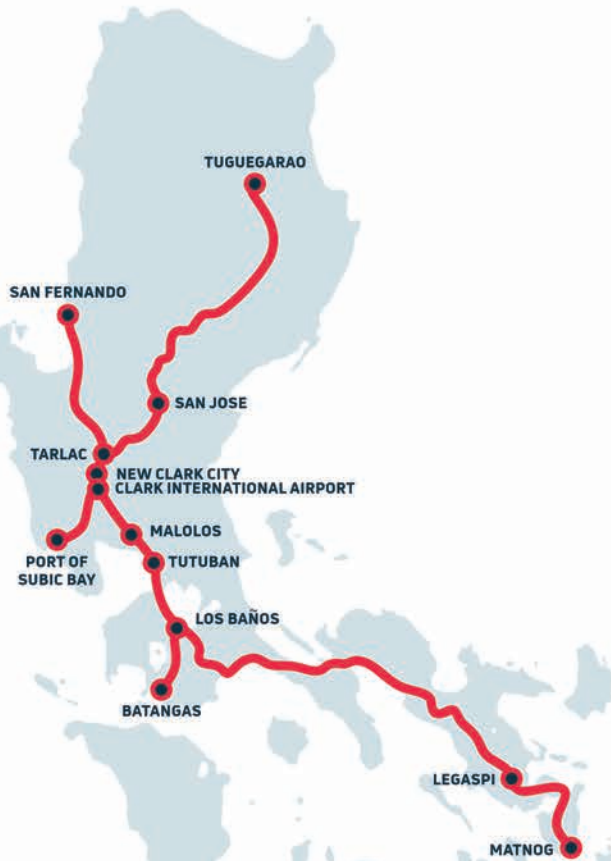 TUGUEGARAO
SAN FERNANDO
SAN JOSE
TARLAC
NEW CLARK CITY
CLARK INTERNATIONAL AIRPORT
MALOLOS
PORT OF
SUBIC BAY
TUTUBAN
LOS BAÑOS
BATANGAS
LEGASPI
MATNOG